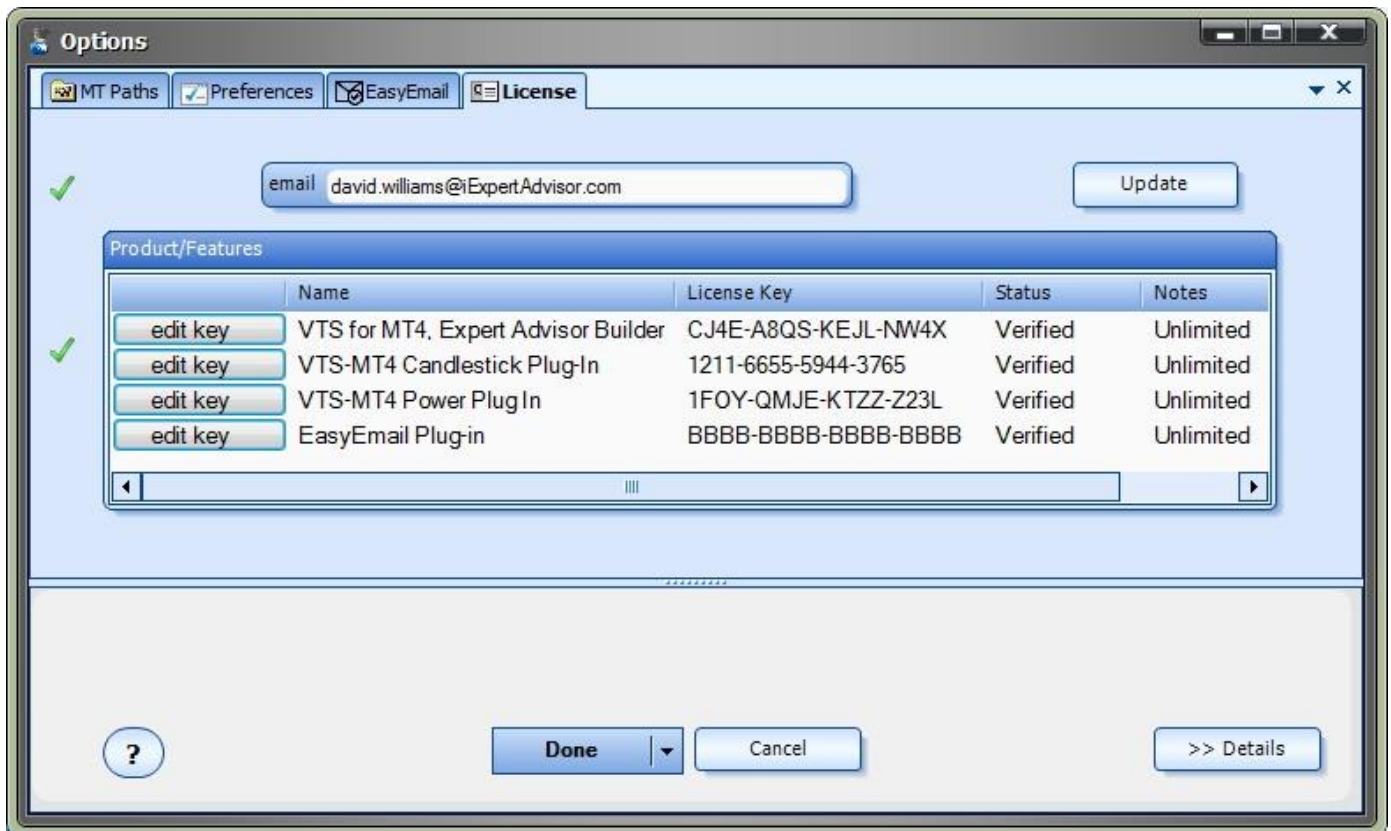 Options
MT Paths Preferences EasyEmail License
email david.williams@iExpertAdvisor.com Update
Product/Features
Name License Key Status Notes
edit key VTS for MT4, Expert Advisor Builder CJ4E-A8QS-KEJL-NW4X Verified Unlimited
edit key VTS-MT4 Candlestick Plug-In 1211-6655-5944-3765 Verified Unlimited
edit key VTS-MT4 Power Plug In 1FOY-QMJE-KTZZ-Z23L Verified Unlimited
edit key EasyEmail Plug-in BBBB-BBBB-BBBB-BBBB Verified Unlimited
? Done Cancel >> Details